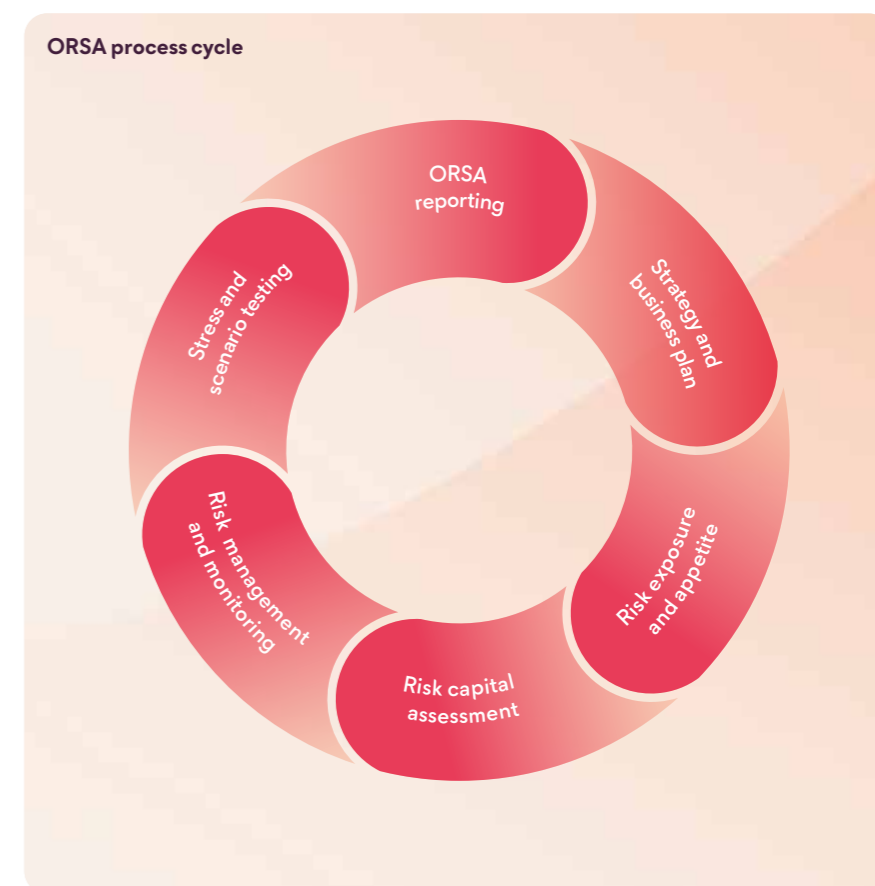 ORSA process cycle
ORSA
reporting
Strategy and
business plan
Risk exposure
and appetite
Risk capital
assessment
Risk management
and monitoring
Stress and
scenario testing